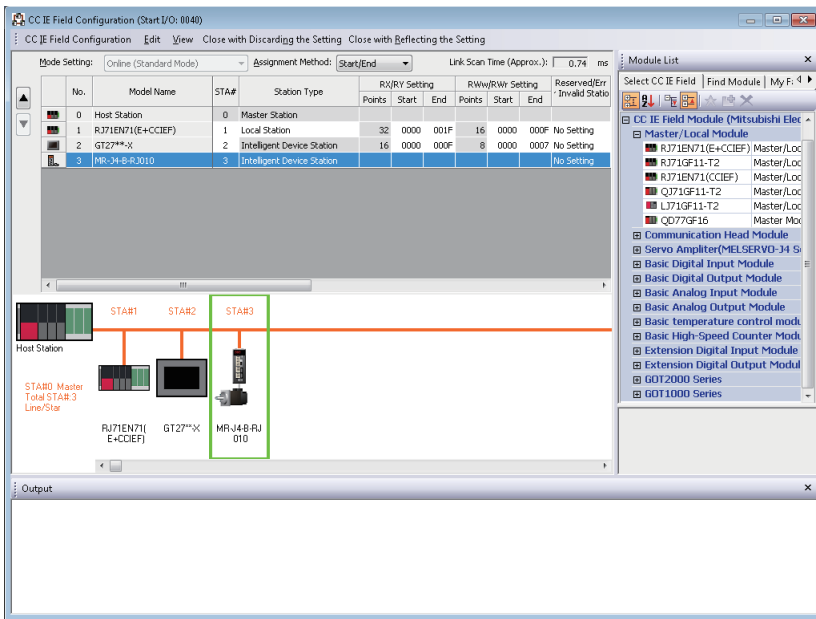 CC IE Field Configuration (Start I/O: 0040)
CC IE Field Configuration Edit View Close with Discarding the Setting Close with Reflecting the Setting
Mode Setting: Online (Standard Mode) Assignment Method: Start/End Link Scan Time (Approx.): 0.74 ms
No. Model Name STA# Station Type RX/RY Setting RWw/RWr Setting Reserved/Err
Points Start End Points Start End Invalid Statio
0 Host Station 0 Master Station
1 RJ71EN71(E+CCIEF) 1 Local Station 32 0000 001F 16 0000 000F No Setting
2 GT27**-X 2 Intelligent Device Station 16 0000 000F 8 0000 0007 No Setting
3 MR-J4-B-RJ010 3 Intelligent Device Station No Setting
STA#1 STA#2 STA#3
Host Station
STA#0 Master
Total STA#:3
Line/Star
RJ71EN71(
E+CCIEF)
GT27**-X
MR-J4-B-RJ
010
Module List
Select CC IE Field Find Module My F
CC IE Field Module (Mitsubishi Elec
Master/Local Module
RJ71EN71(E+CCIEF) Master/Loc
RJ71GF11-T2 Master/Loc
RJ71EN71(CCIEF) Master/Loc
QJ71GF11-T2 Master/Loc
LJ71GF11-T2 Master/Loc
QD77GF16 Master Moc
Communication Head Module
Servo Ampliter(MELSERVO-J4 S
Basic Digital Input Module
Basic Digital Output Module
Basic Analog Input Module
Basic Analog Output Module
Basic temperature control modu
Basic High-Speed Counter Modu
Extension Digital Input Module
Extension Digital Output Modul
GOT2000 Series
GOT1000 Series
Output